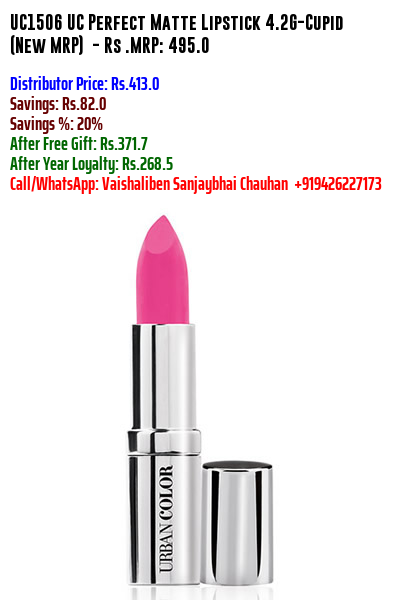 UC1506 UC Perfect Matte Lipstick 4.2G-Cupid
(New MRP) - Rs .MRP: 495.0
Distributor Price: Rs.413.0
Savings: Rs.82.0
Savings %: 20%
After Free Gift: Rs.371.7
After Year Loyalty: Rs.268.5
Call/WhatsApp: Vaishaliben Sanjaybhai Chauhan +919426227173
URBAN COLOR